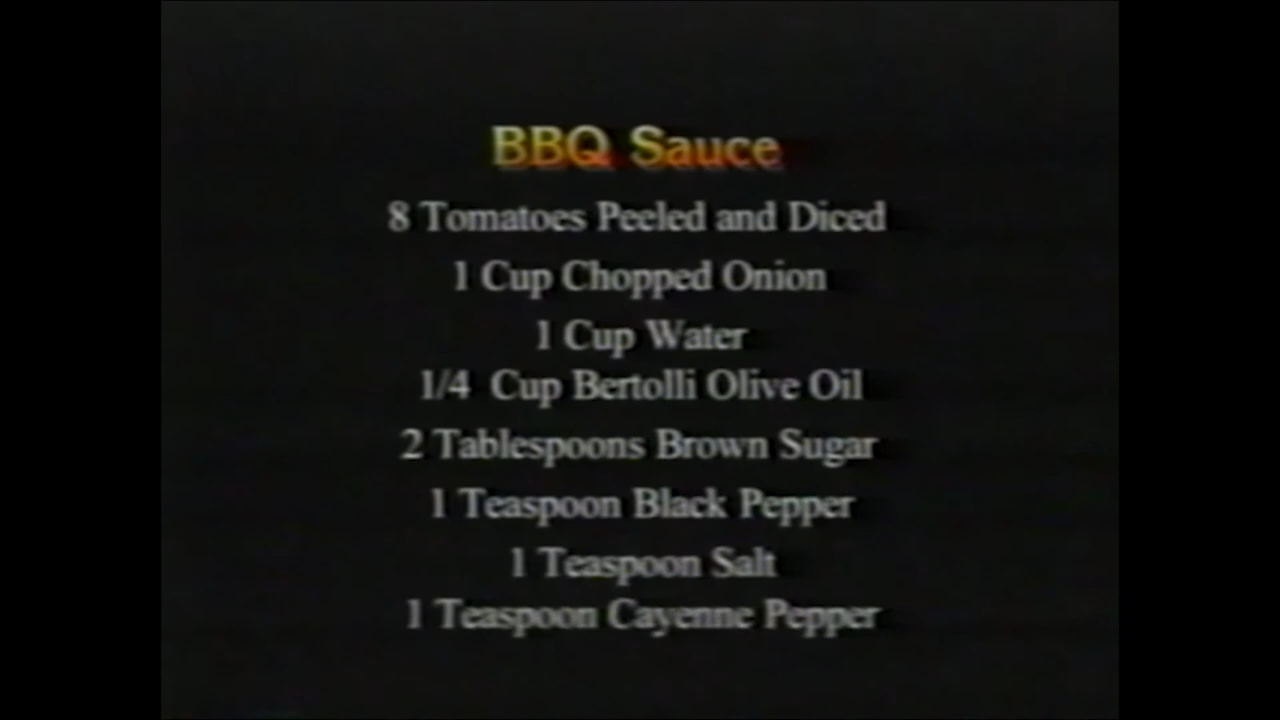 BBQ Sauce
8 Tomatoes Peeled and Diced
1 Cup Chopped Onion
1 Cup Water
1/4 Cup Bertolli Olive Oil
2 Tablespoons Brown Sugar
1 Teaspoon Black Pepper
1 Teaspoon Salt
1 Teaspoon Cayenne Pepper